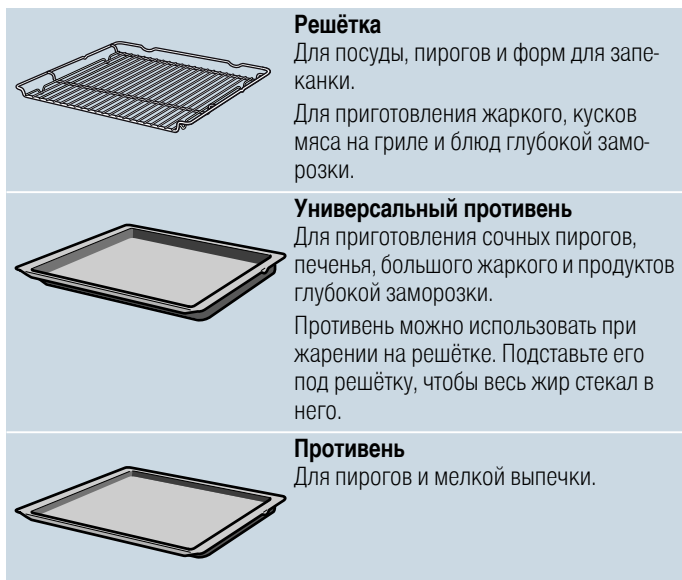 Решётка
Для посуды, пирогов и форм для запе-
канки.
Для приготовления жаркого, кусков
мяса на гриле и блюд глубокой замо-
розки.
Универсальный противень
Для приготовления сочных пирогов,
печенья, большого жаркого и продуктов
глубокой заморозки.
Противень можно использовать при
жарении на решётке. Подставьте его
под решётку, чтобы весь жир стекал в
него.
Противень
Для пирогов и мелкой выпечки.